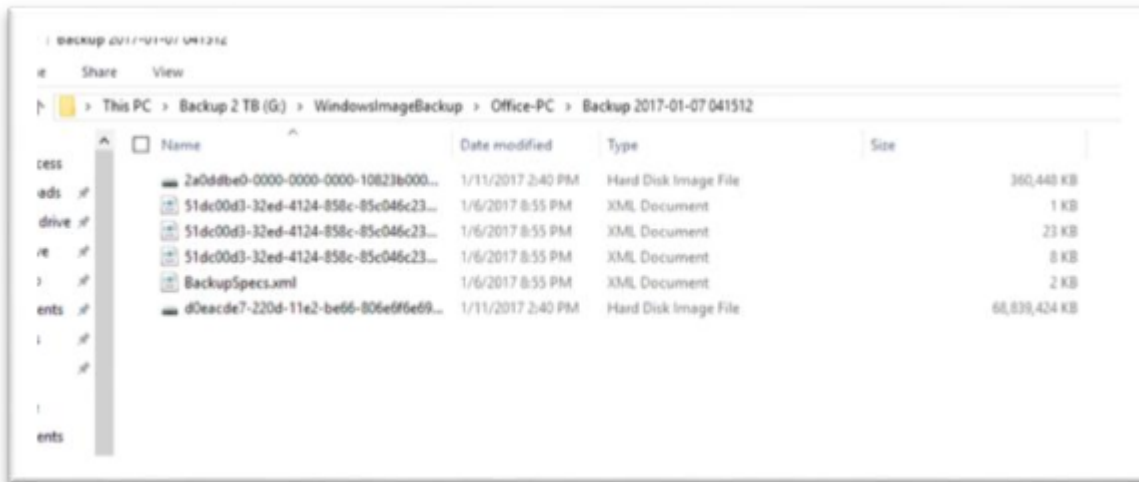 Backup 2017-01-07 041512
Share View
This PC > Backup 2 TB (G:) > WindowsImageBackup > Office-PC > Backup 2017-01-07 041512
Name Date modified Type Size
2a0ddbe0-0000-0000-0000-10823b000... 1/11/2017 2:40 PM Hard Disk Image File 360,448 KB
51dc00d3-32ed-4124-858c-85c046c23... 1/6/2017 8:55 PM XML Document 1 KB
51dc00d3-32ed-4124-858c-85c046c23... 1/6/2017 8:55 PM XML Document 23 KB
51dc00d3-32ed-4124-858c-85c046c23... 1/6/2017 8:55 PM XML Document 8 KB
BackupSpecs.xml 1/6/2017 8:55 PM XML Document 2 KB
d0eacde7-220d-11e2-be66-806e6f6e69... 1/11/2017 2:40 PM Hard Disk Image File 68,839,424 KB
cess
ads
drive
ents
ents